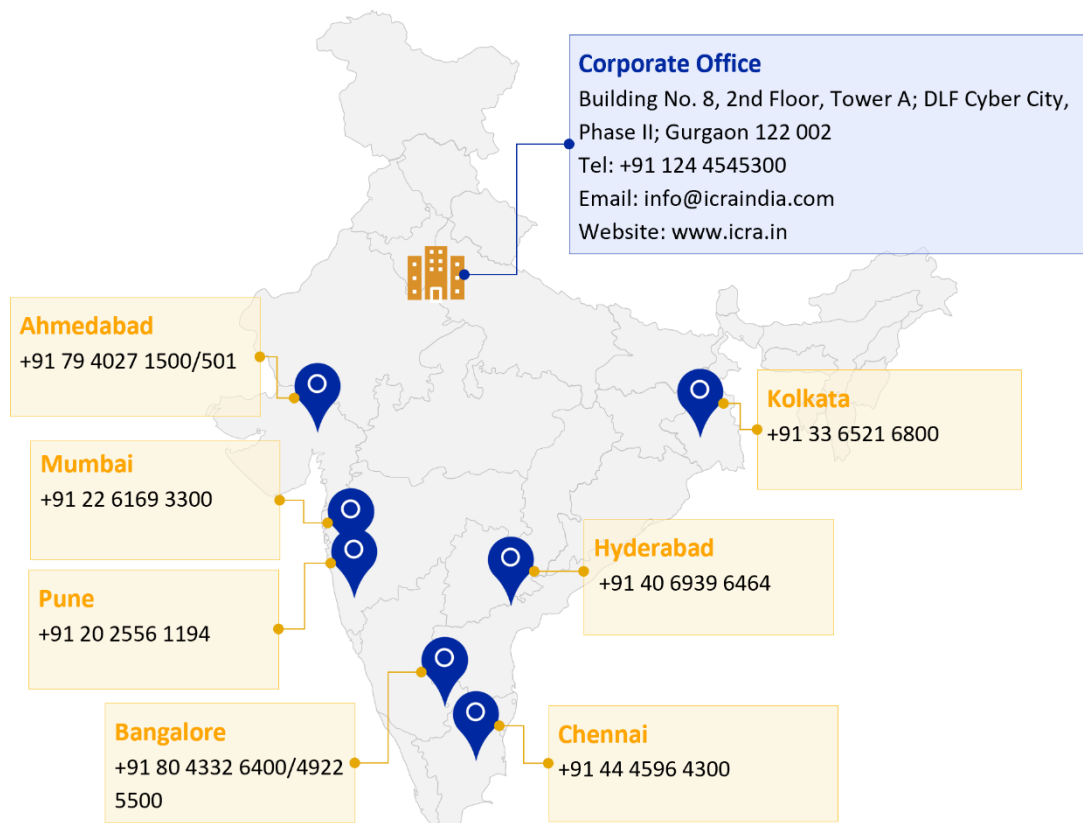 Corporate Office
Building No. 8, 2nd Floor, Tower A; DLF Cyber City,
Phase II; Gurgaon 122 002
Tel: +91 124 4545300
Email: info@icraindia.com
Website: www.icra.in
Ahmedabad
+91 79 4027 1500/501
Kolkata
+91 33 6521 6800
Mumbai
+91 22 6169 3300
Hyderabad
+91 40 6939 6464
Pune
+91 20 2556 1194
Bangalore
+91 80 4332 6400/4922
5500
Chennai
+91 44 4596 4300